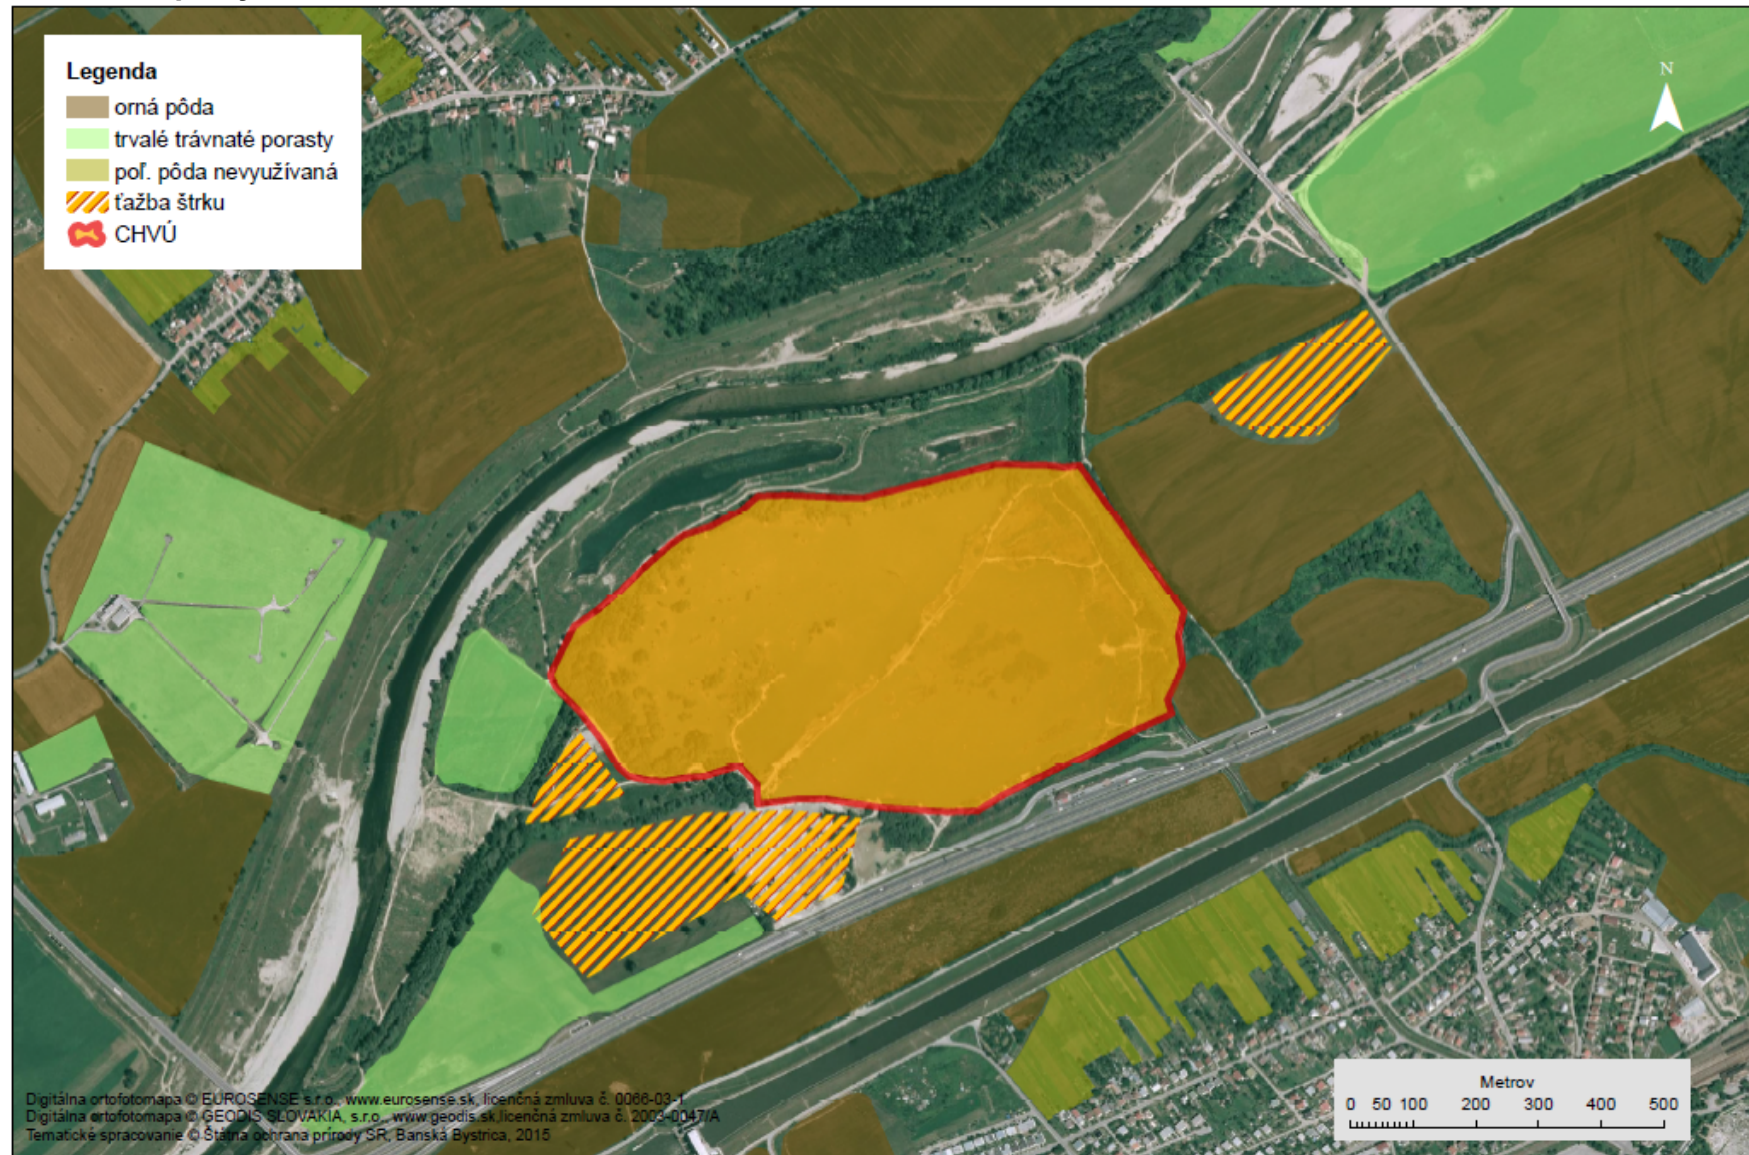 Legenda
orná pôda
trvalé trávnaté porasty
poľ. pôda nevyužívaná
ťažba štrku
CHVÚ
N
Digitálna ortofotomapa © EUROSENSE s.r.o., www.eurosense.sk, licenčná zmluva č. 0066-03-1
Digitálna ortofotomapa © GEODIS SLOVAKIA, s.r.o., www.geodis.sk,licenčná zmluva č. 2003-0047/A
Tematické spracovanie © Štátna ochrana prírody SR, Banská Bystrica, 2015
Metrov
0 50 100 200 300 400 500